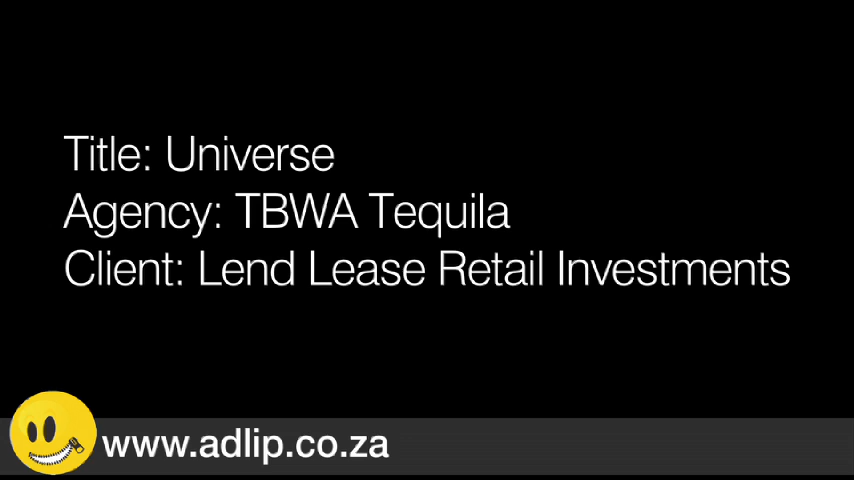 Title: Universe
Agency: TBWA Tequila
Client: Lend Lease Retail Investments
www.adlip.co.za